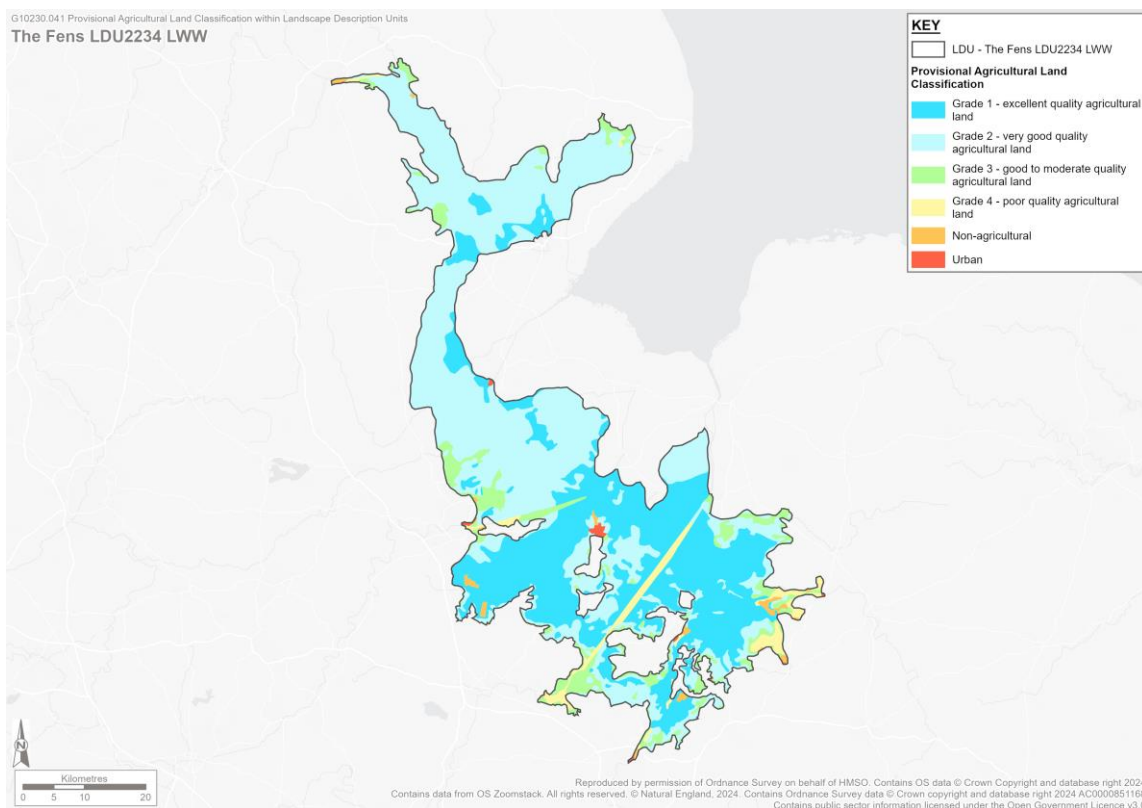 G10230.041 Provisional Agricultural Land Classification within Landscape Description Units
The Fens LDU2234 LWW
KEY
LDU - The Fens LDU2234 LWW
Provisional Agricultural Land
Classification
Grade 1 - excellent quality agricultural
land
Grade 2 - very good quality
agricultural land
Grade 3 - good to moderate quality
agricultural land
Grade 4 - poor quality agricultural
land
Non-agricultural
Urban
N
Kilometres
0 5 10 20
Reproduced by permission of Ordnance Survey on behalf of HMSO. Contains OS data © Crown Copyright and database right 2024
Contains data from OS Zoomstack. All rights reserved. © Natural England, 2024. Contains Ordnance Survey data © Crown copyright and database right 2024 AC0000851168
Contains public sector information licensed under the Open Government Licence v